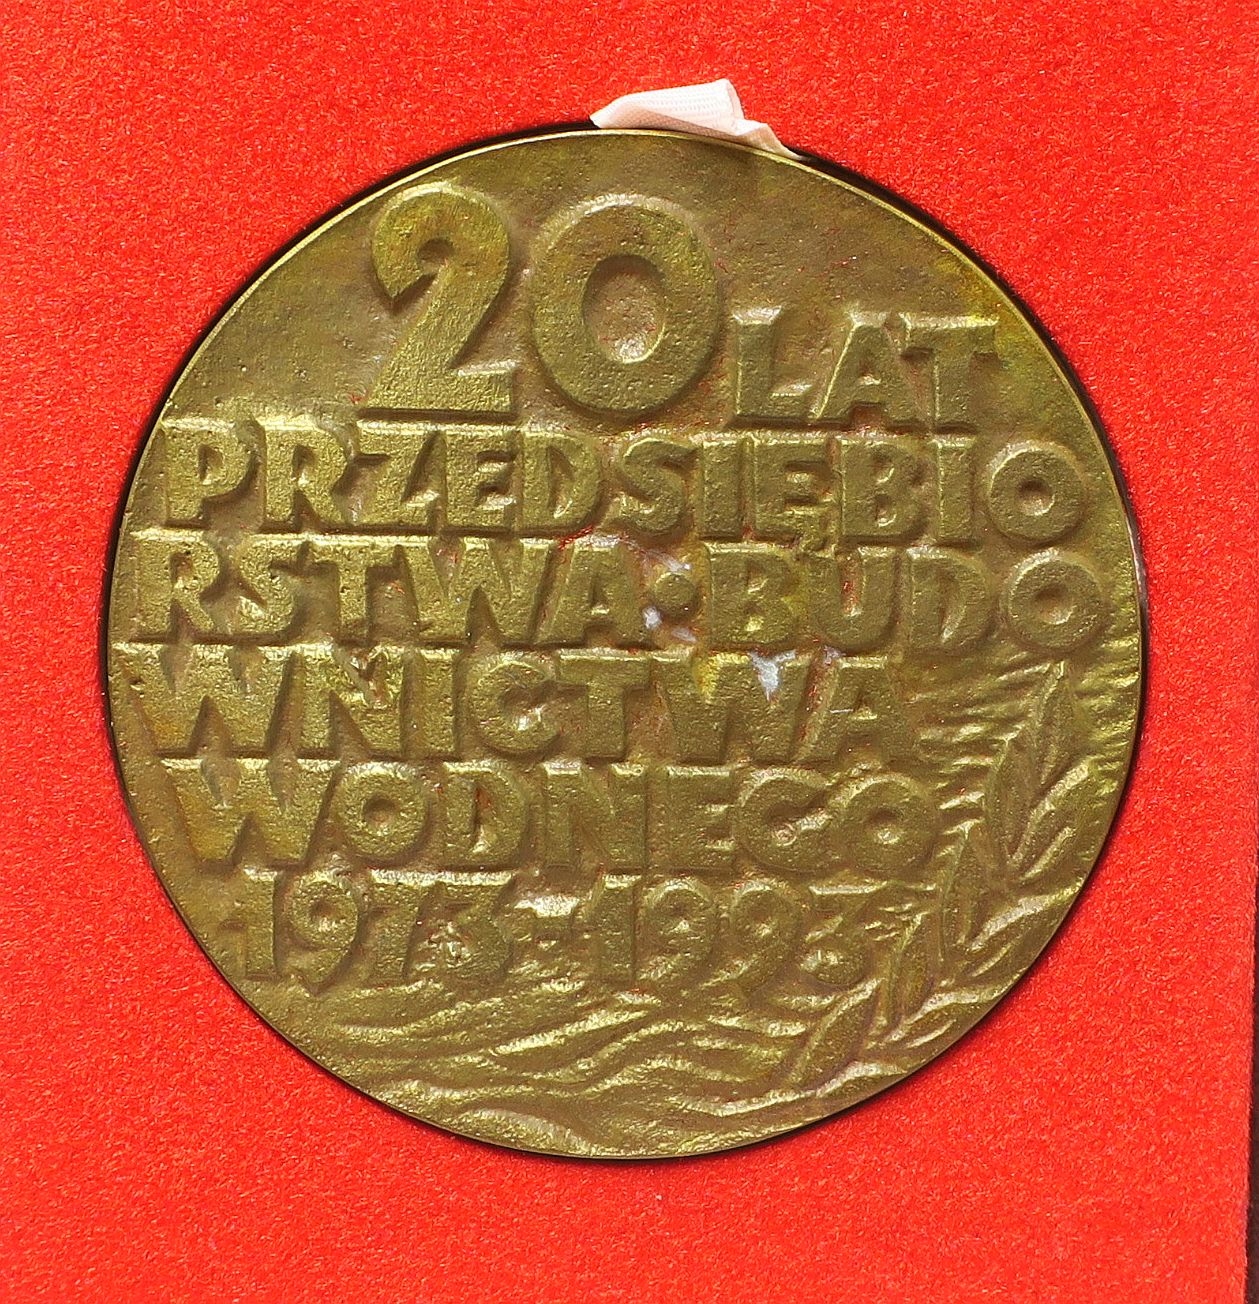 20 LAT
PRZEDSIĘBIO
RSTWA · BUDO
WNICTWA
WODNEGO
1973-1993